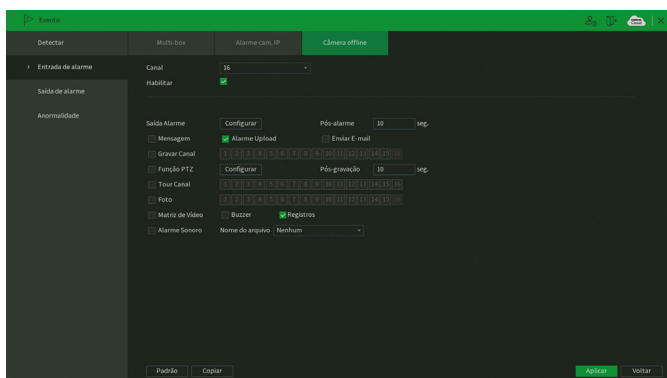 Evento
Detectar
Multi-box
Alarme cam. IP
Câmera offline
Entrada de alarme
Saída de alarme
Anormalidade
Canal 16
Habilitar
Saída Alarme Configurar Pós-alarme 10 seg.
Mensagem Alarme Upload Enviar E-mail
Gravar Canal 1 2 3 4 5 6 7 8 9 10 11 12 13 14 15 16
Função PTZ Configurar Pós-gravação 10 seg.
Tour Canal 1 2 3 4 5 6 7 8 9 10 11 12 13 14 15 16
Foto 1 2 3 4 5 6 7 8 9 10 11 12 13 14 15 16
Matriz de Vídeo Buzzer Registros
Alarme Sonoro Nome do arquivo Nenhum
Padrão Copiar Aplicar Voltar